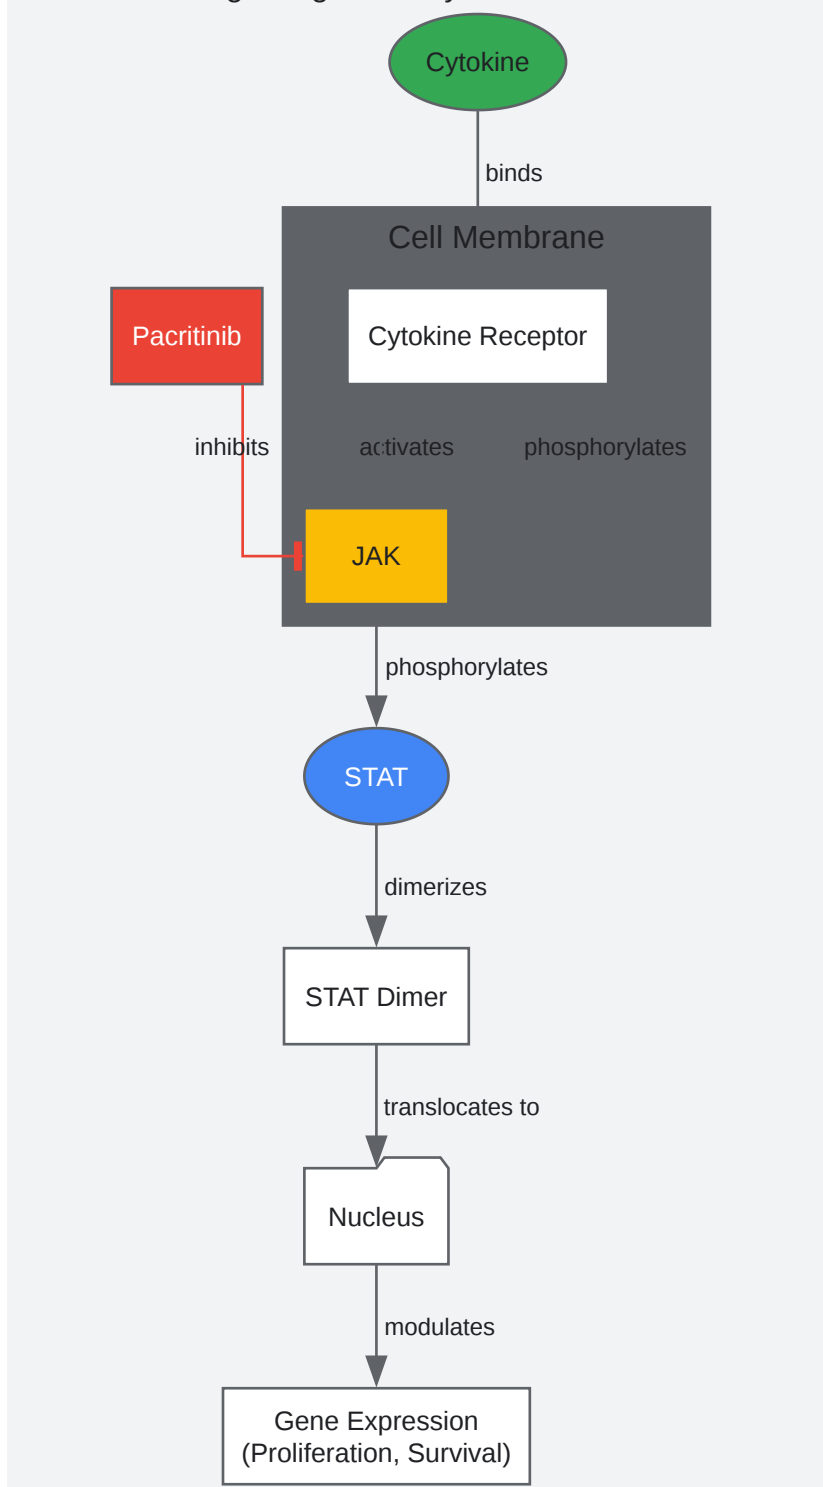 Cytokine
binds
Cell Membrane
Pacritinib
Cytokine Receptor
inhibits
activates
phosphorylates
JAK
phosphorylates
STAT
dimerizes
STAT Dimer
translocates to
Nucleus
modulates
Gene Expression
(Proliferation, Survival)